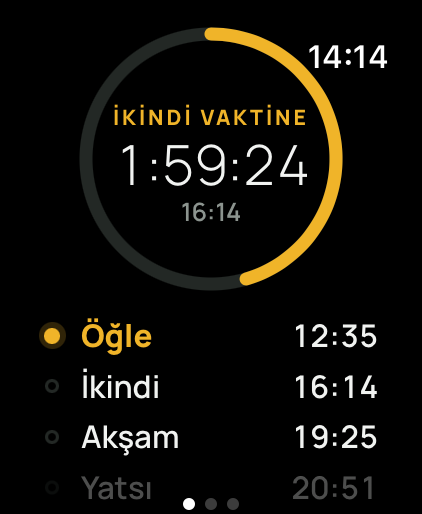 14:14
İKİNDİ VAKTİNE
1:59:24
16:14
Öğle 12:35
İkindi 16:14
Akşam 19:25
Yatsı 20:51